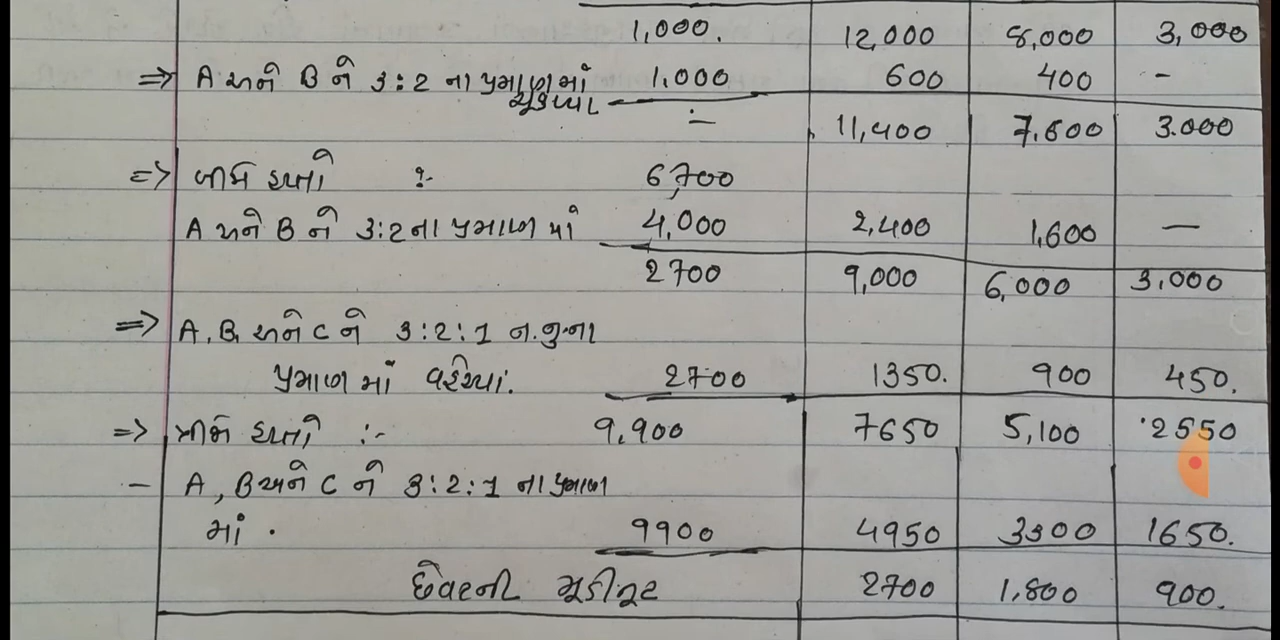 1,000. 12,000 8,000 3,000
=> A અને B ને 3:2 ના પ્રમાણમાં 1,000 600 400 -
ચૂકવ્યા
:- 11,400 7,600 3.000
=> બીજો હપ્તો :- 6,700
A અને B ને 3:2ના પ્રમાણ માં 4,000 2,400 1,600 —
2700 9,000 6,000 3,000
=> A, B, અને C ને 3:2:1 ન.નુ.ના
પ્રમાણ માં વહેંચ્યાં. 2700 1350. 900 450.
=> ત્રીજો હપ્તો :- 9,900 7650 5,100 2550
- A, B અને C ને 3:2:1 ના પ્રમાણ
માં . 9900 4950 3300 1650.
છેવટની મૂડીતૂટ 2700 1,800 900.